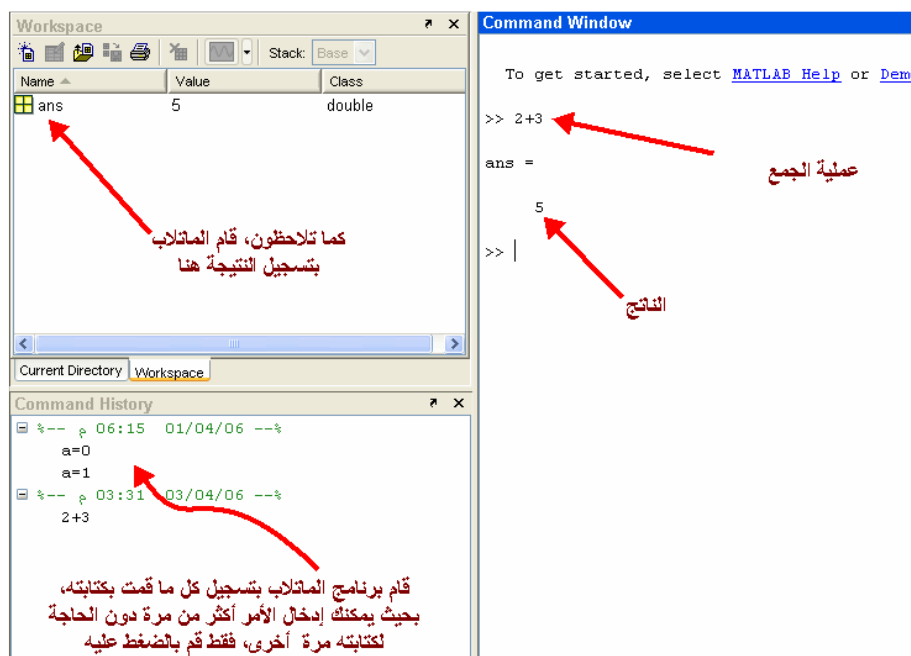 Workspace
Stack: Base
Name Value Class
ans 5 double
كما تلاحظون، قام الماتلاب
بتسجيل النتيجة هنا
Current Directory Workspace
Command History
%-- م 06:15 01/04/06 --%
a=0
a=1
%-- م 03:31 03/04/06 --%
2+3
قام برنامج الماتلاب بتسجيل كل ما قمت بكتابته،
بحيث يمكنك إدخال الأمر أكثر من مرة دون الحاجة
لكتابته مرة أخرى، فقط قم بالضغط عليه
Command Window
To get started, select MATLAB Help or Dem
>> 2+3
عملية الجمع
ans =
5
>>
الناتج